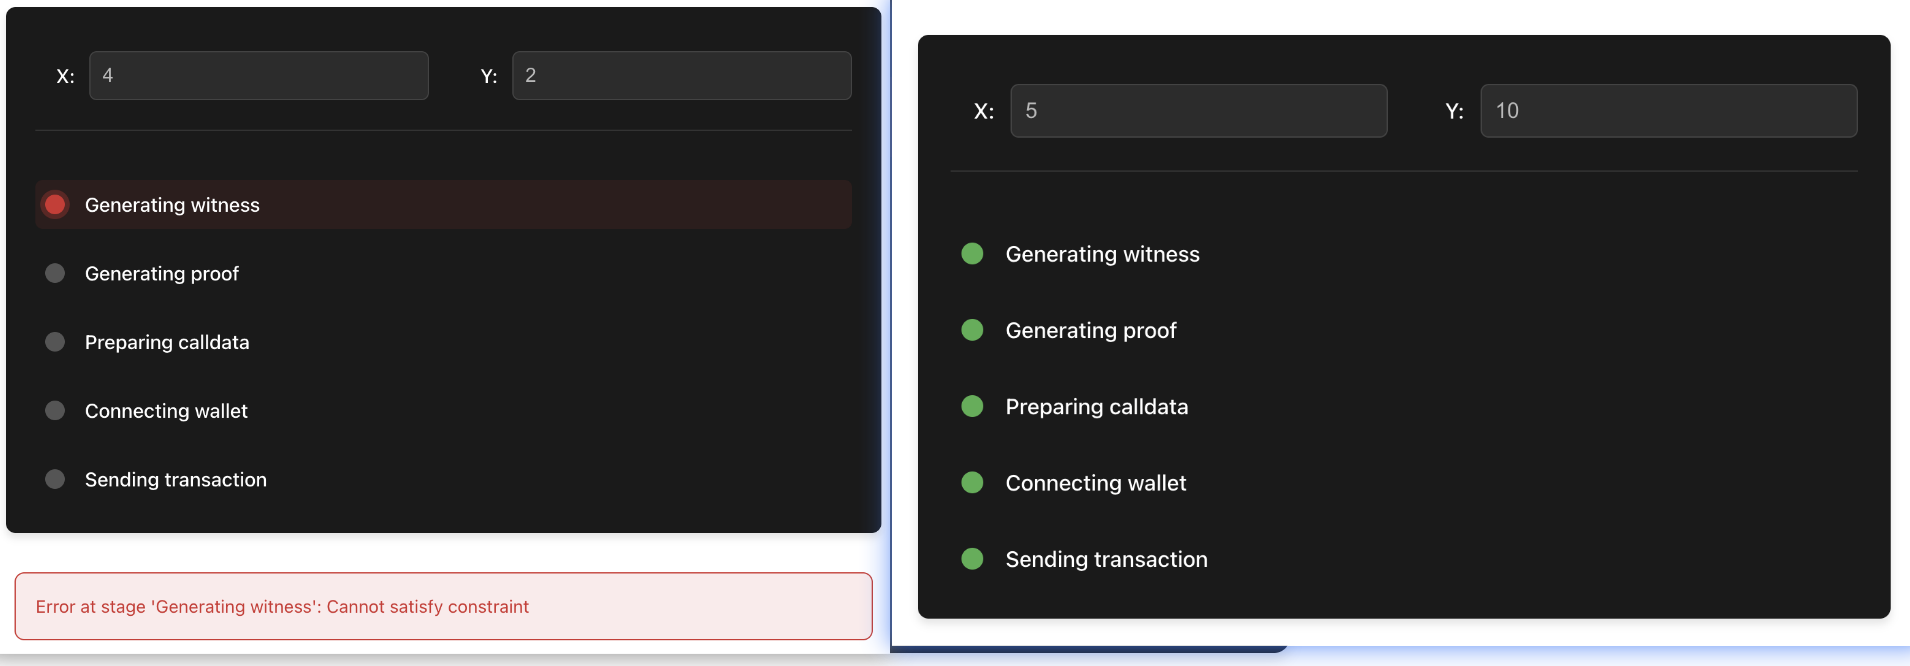 X: 4 Y: 2
Generating witness
Generating proof
Preparing calldata
Connecting wallet
Sending transaction
Error at stage 'Generating witness': Cannot satisfy constraint
X: 5 Y: 10
Generating witness
Generating proof
Preparing calldata
Connecting wallet
Sending transaction